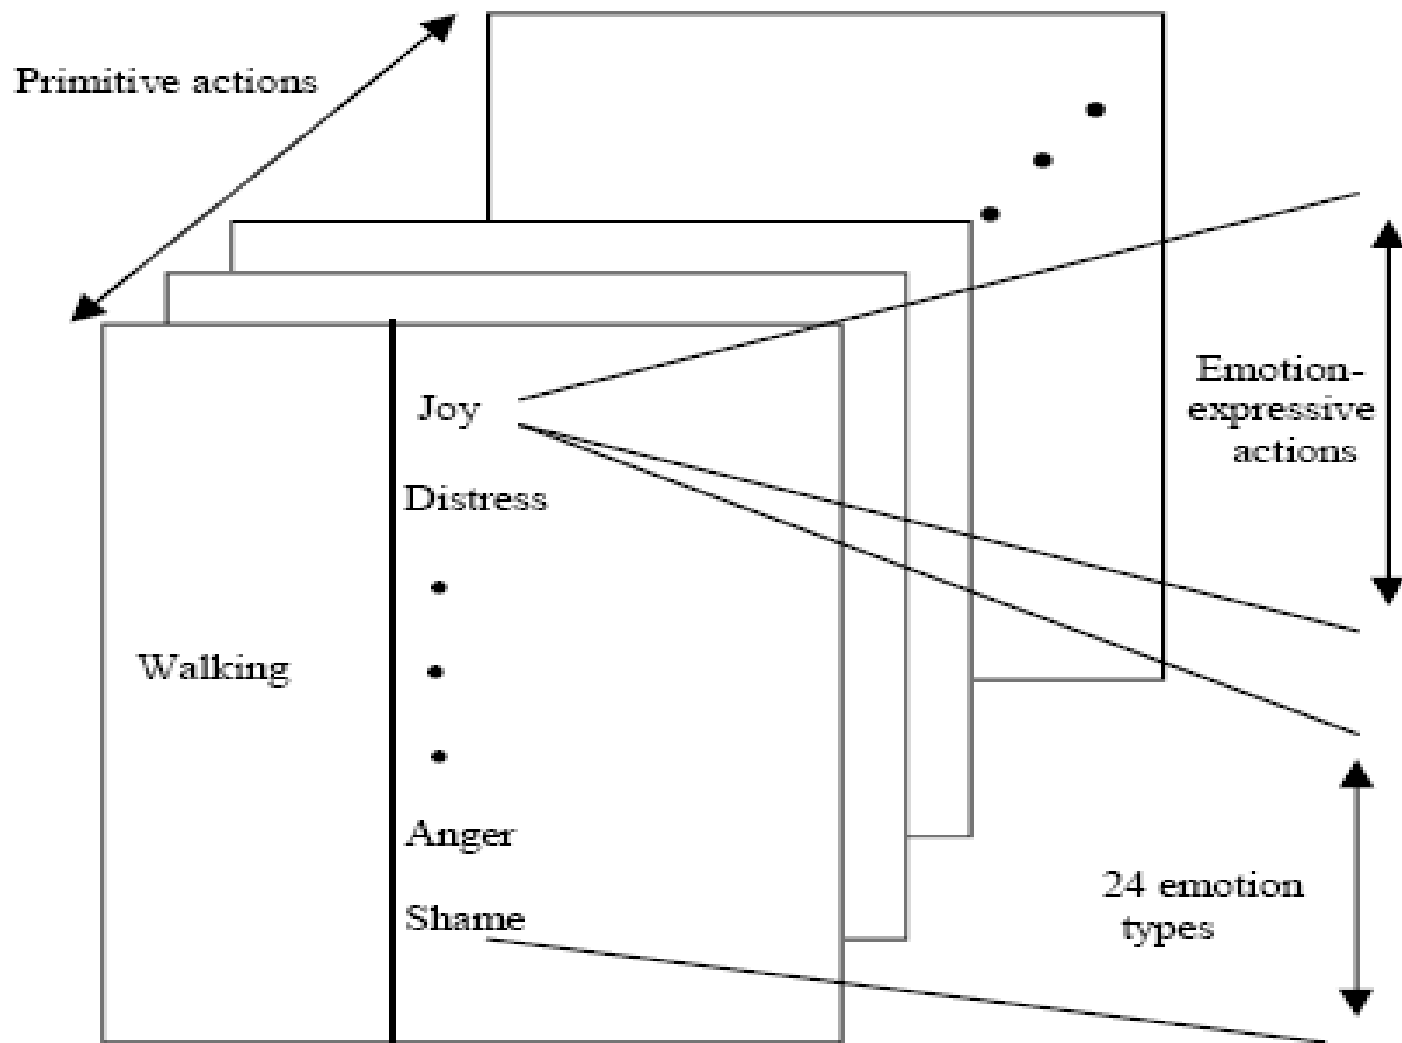 Primitive actions
Joy
Emotion-
expressive
actions
Distress
Walking
Anger
24 emotion
types
Shame